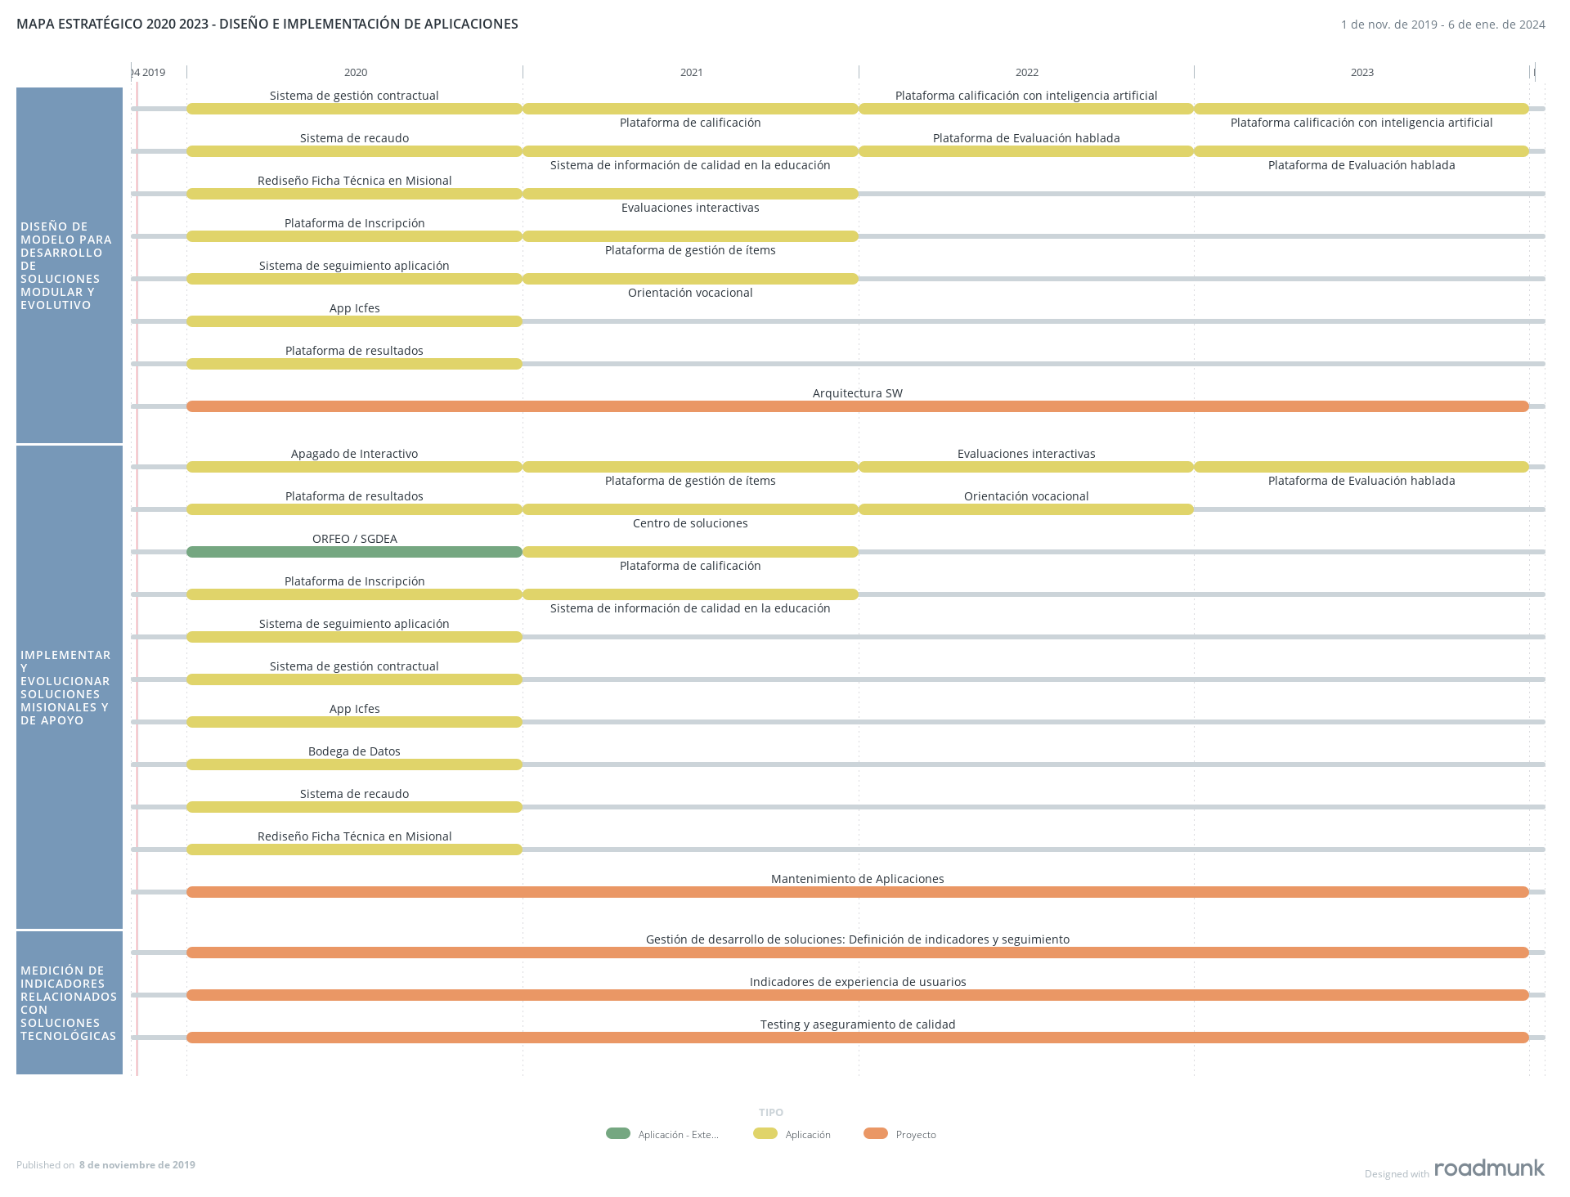 MAPA ESTRATÉGICO 2020 2023 - DISEÑO E IMPLEMENTACIÓN DE APLICACIONES
1 de nov. de 2019 - 6 de ene. de 2024
2019 2020 2021 2022 2023
DISEÑO DE
MODELO PARA
DESARROLLO
DE
SOLUCIONES
MODULAR Y
EVOLUTIVO
Sistema de gestión contractual
Plataforma de calificación
Plataforma calificación con inteligencia artificial
Plataforma calificación con inteligencia artificial
Sistema de recaudo
Sistema de información de calidad en la educación
Plataforma de Evaluación hablada
Plataforma de Evaluación hablada
Rediseño Ficha Técnica en Misional
Evaluaciones interactivas
Plataforma de Inscripción
Plataforma de gestión de ítems
Sistema de seguimiento aplicación
Orientación vocacional
App Icfes
Plataforma de resultados
Arquitectura SW
IMPLEMENTAR
Y
EVOLUCIONAR
SOLUCIONES
MISIONALES Y
DE APOYO
Apagado de Interactivo
Plataforma de gestión de ítems
Evaluaciones interactivas
Plataforma de Evaluación hablada
Plataforma de resultados
Centro de soluciones
Orientación vocacional
ORFEO / SGDEA
Plataforma de calificación
Plataforma de Inscripción
Sistema de información de calidad en la educación
Sistema de seguimiento aplicación
Sistema de gestión contractual
App Icfes
Bodega de Datos
Sistema de recaudo
Rediseño Ficha Técnica en Misional
Mantenimiento de Aplicaciones
MEDICIÓN DE
INDICADORES
RELACIONADOS
CON
SOLUCIONES
TECNOLÓGICAS
Gestión de desarrollo de soluciones: Definición de indicadores y seguimiento
Indicadores de experiencia de usuarios
Testing y aseguramiento de calidad
TIPO
Aplicación - Exte...
Aplicación
Proyecto
Published on 8 de noviembre de 2019
Designed with roadmunk